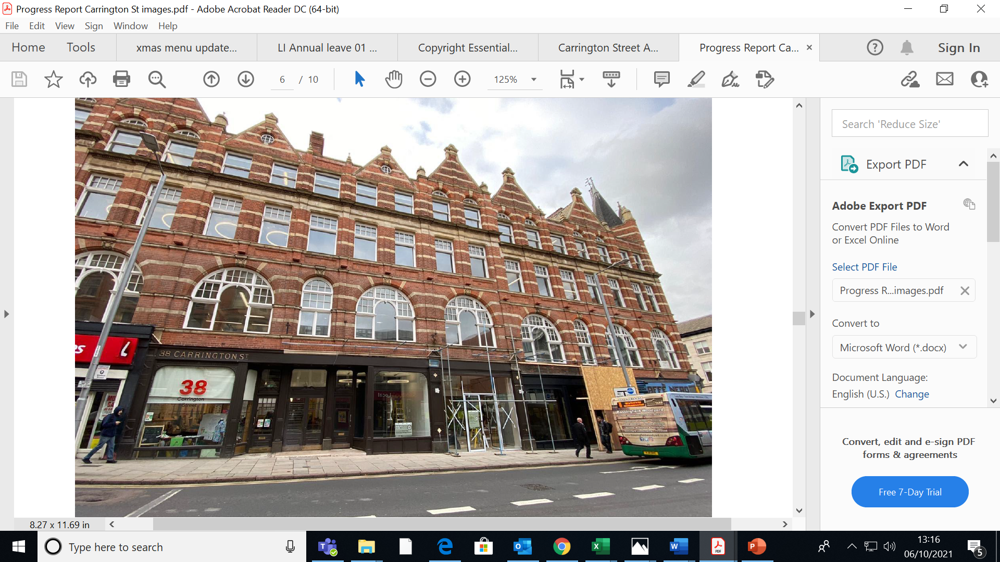 Progress Report Carrington St images.pdf - Adobe Acrobat Reader DC (64-bit)
File Edit View Sign Window Help
Home Tools xmas menu update... LI Annual leave 01 ... Copyright Essential... Carrington Street A... Progress Report Ca... Sign In
6 / 10 125%
Search 'Reduce Size'
Export PDF
Adobe Export PDF
Convert PDF Files to Word
or Excel Online
Select PDF File
Progress R...images.pdf
Convert to
Microsoft Word (*.docx)
Document Language:
English (U.S.) Change
Convert, edit and e-sign PDF
forms & agreements
Free 7-Day Trial
38 CARRINGTON ST
38
Carrington
Street
Bassingfield Woodyard
8.27 x 11.69 in
Type here to search
13:16
06/10/2021
5